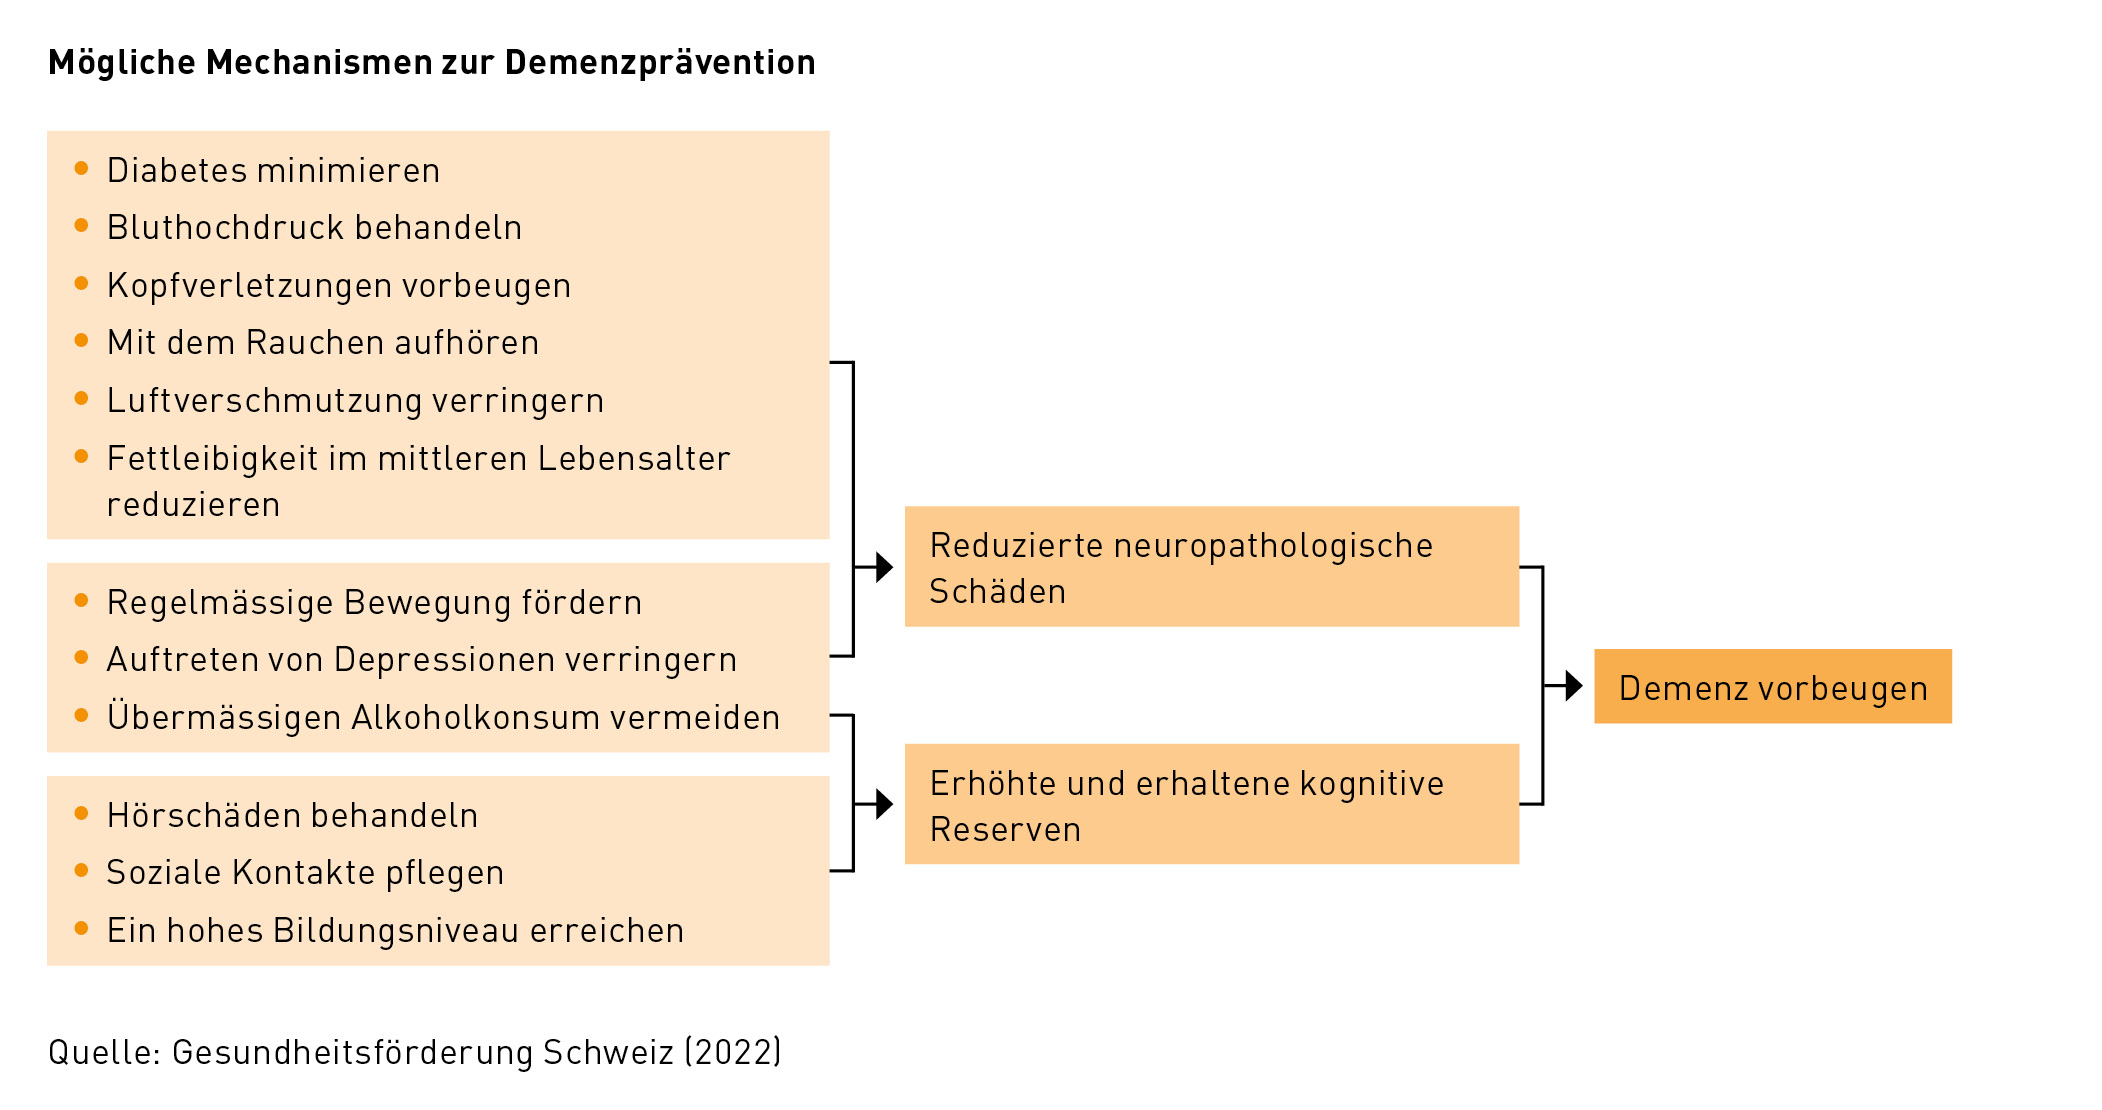 Mögliche Mechanismen zur Demenzprävention
• Diabetes minimieren
• Bluthochdruck behandeln
• Kopfverletzungen vorbeugen
• Mit dem Rauchen aufhören
• Luftverschmutzung verringern
• Fettleibigkeit im mittleren Lebensalter
reduzieren
• Regelmässige Bewegung fördern
• Auftreten von Depressionen verringern
• Übermässigen Alkoholkonsum vermeiden
• Hörschäden behandeln
• Soziale Kontakte pflegen
• Ein hohes Bildungsniveau erreichen
Reduzierte neuropathologische
Schäden
Erhöhte und erhaltene kognitive
Reserven
Demenz vorbeugen
Quelle: Gesundheitsförderung Schweiz (2022)